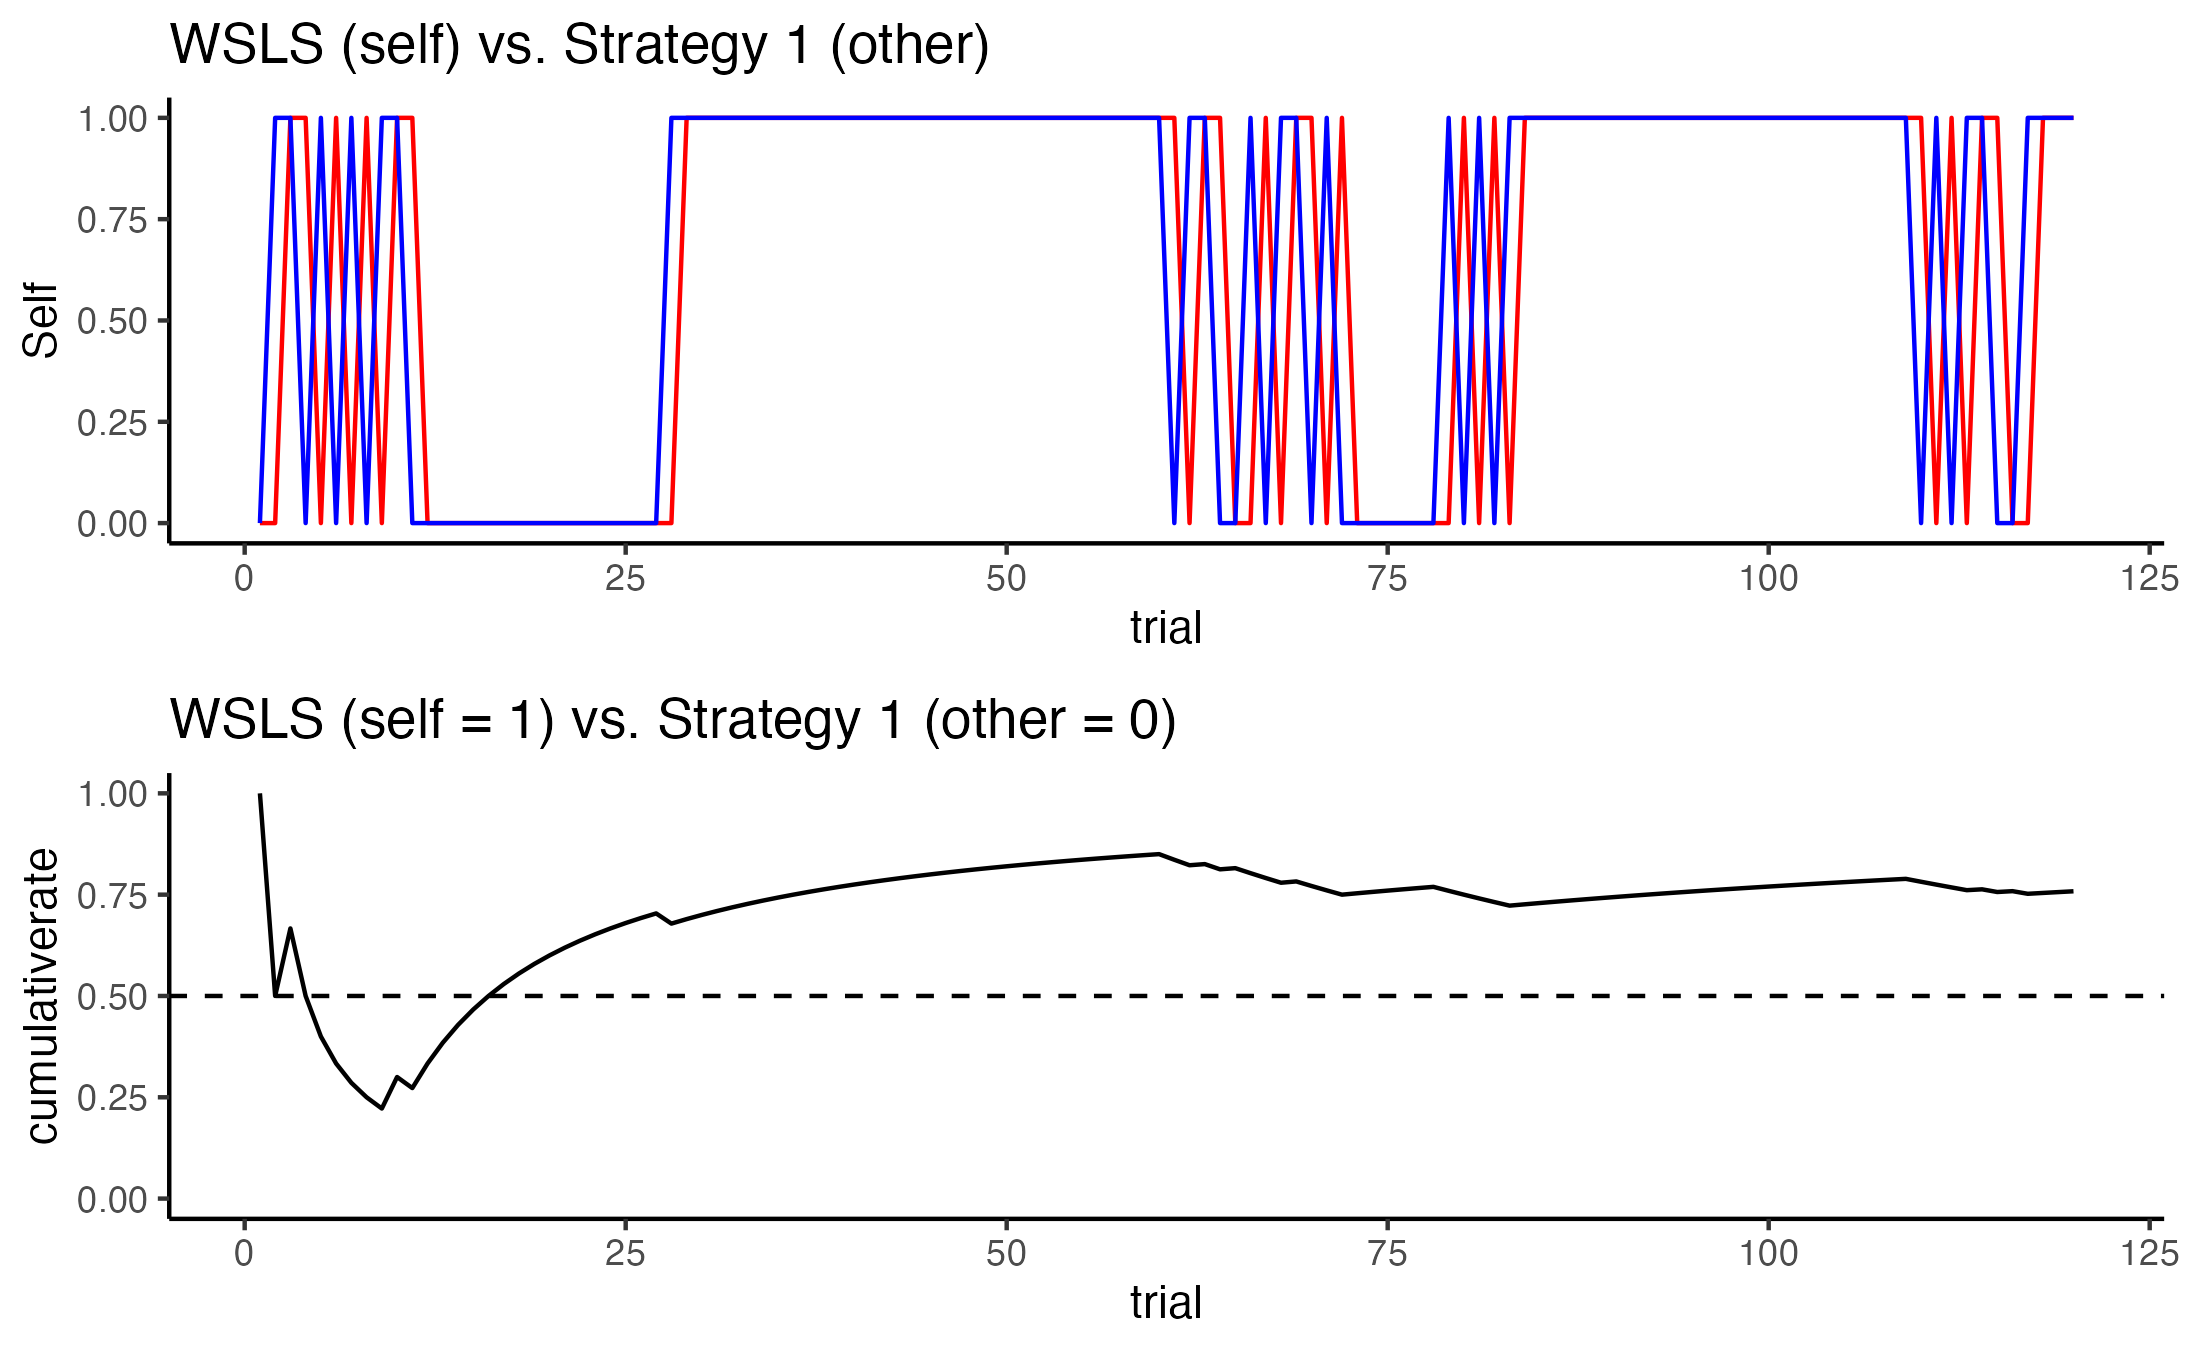 WSLS (self) vs. Strategy 1 (other)
1.00
0.75
0.50
0.25
0.00
Self
0 25 50 75 100 125
trial
WSLS (self = 1) vs. Strategy 1 (other = 0)
1.00
0.75
0.50
0.25
0.00
cumulativerate
0 25 50 75 100 125
trial